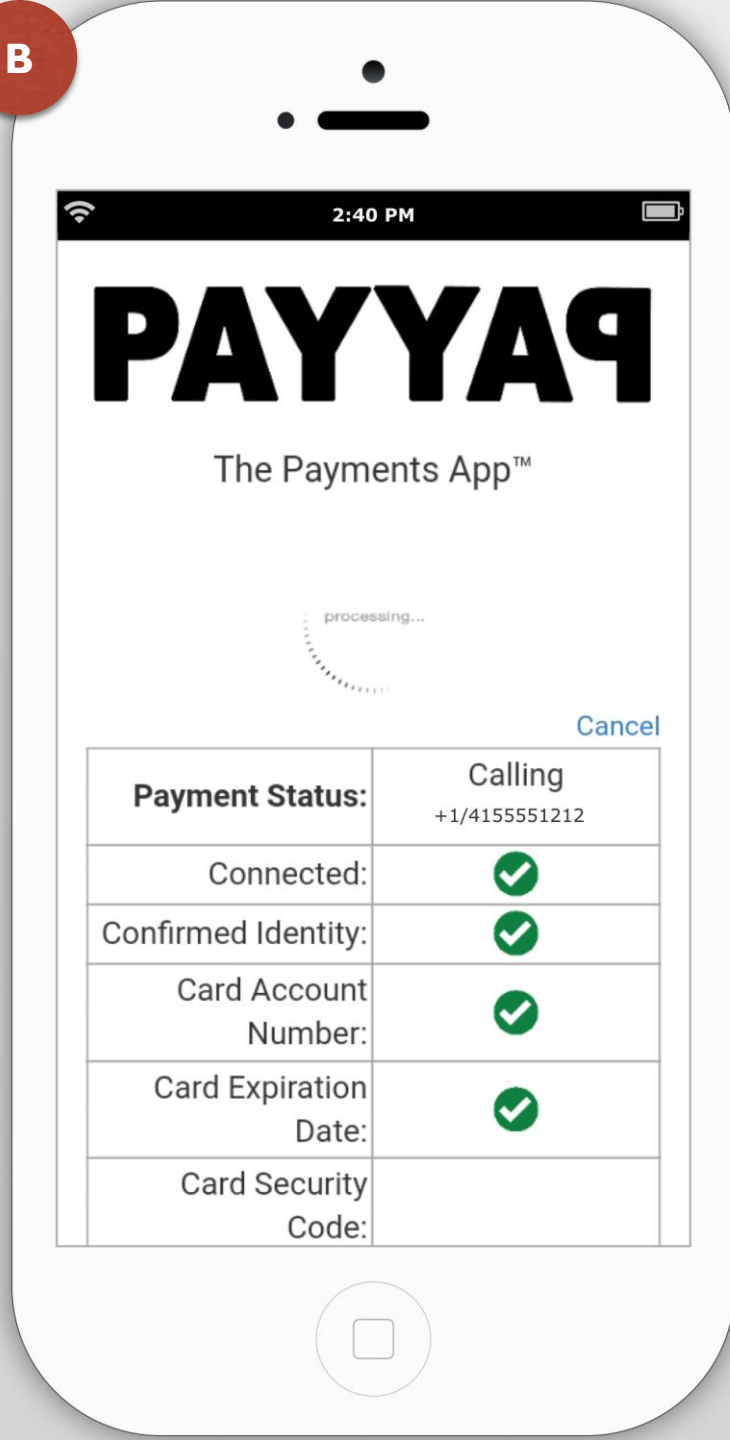 B
2:40 PM
PAYYAP
The Payments App™
processing...
Cancel
Payment Status:
Calling
+1/4155551212
Connected:
Confirmed Identity:
Card Account
Number:
Card Expiration
Date:
Card Security
Code: